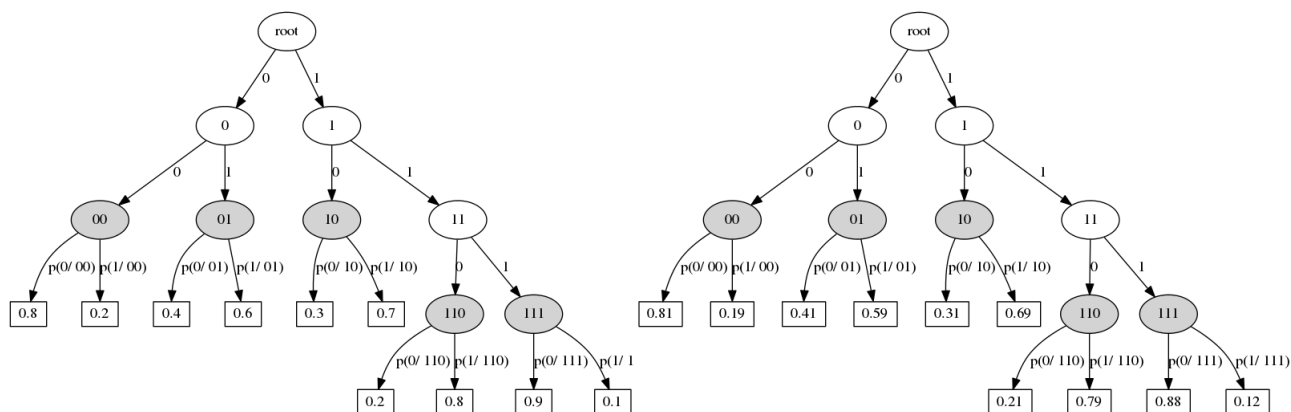 root root
0 1 0 1
0 1 0 1
0 1 0 1 0 1 0 1
00 01 10 11 00 01 10 11
p(0/ 00) p(1/ 00) p(0/ 01) p(1/ 01) p(0/ 10) p(1/ 10) 0 1 p(0/ 00) p(1/ 00) p(0/ 01) p(1/ 01) p(0/ 10) p(1/ 10) 0 1
0.8 0.2 0.4 0.6 0.3 0.7 110 111 0.81 0.19 0.41 0.59 0.31 0.69 110 111
p(0/ 110) p(1/ 110) p(0/ 111) p(1/ 1 p(0/ 110) p(1/ 110) p(0/ 111) p(1/ 111)
0.2 0.8 0.9 0.1 0.21 0.79 0.88 0.12